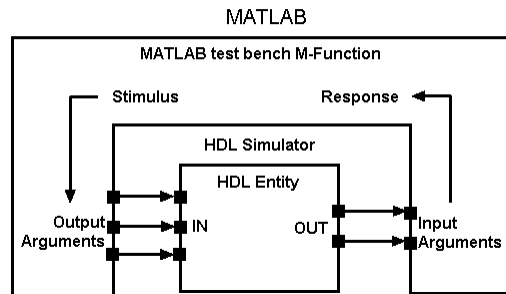 MATLAB
MATLAB test bench M-Function
Stimulus
Response
HDL Simulator
HDL Entity
Output
Arguments
IN
OUT
Input
Arguments